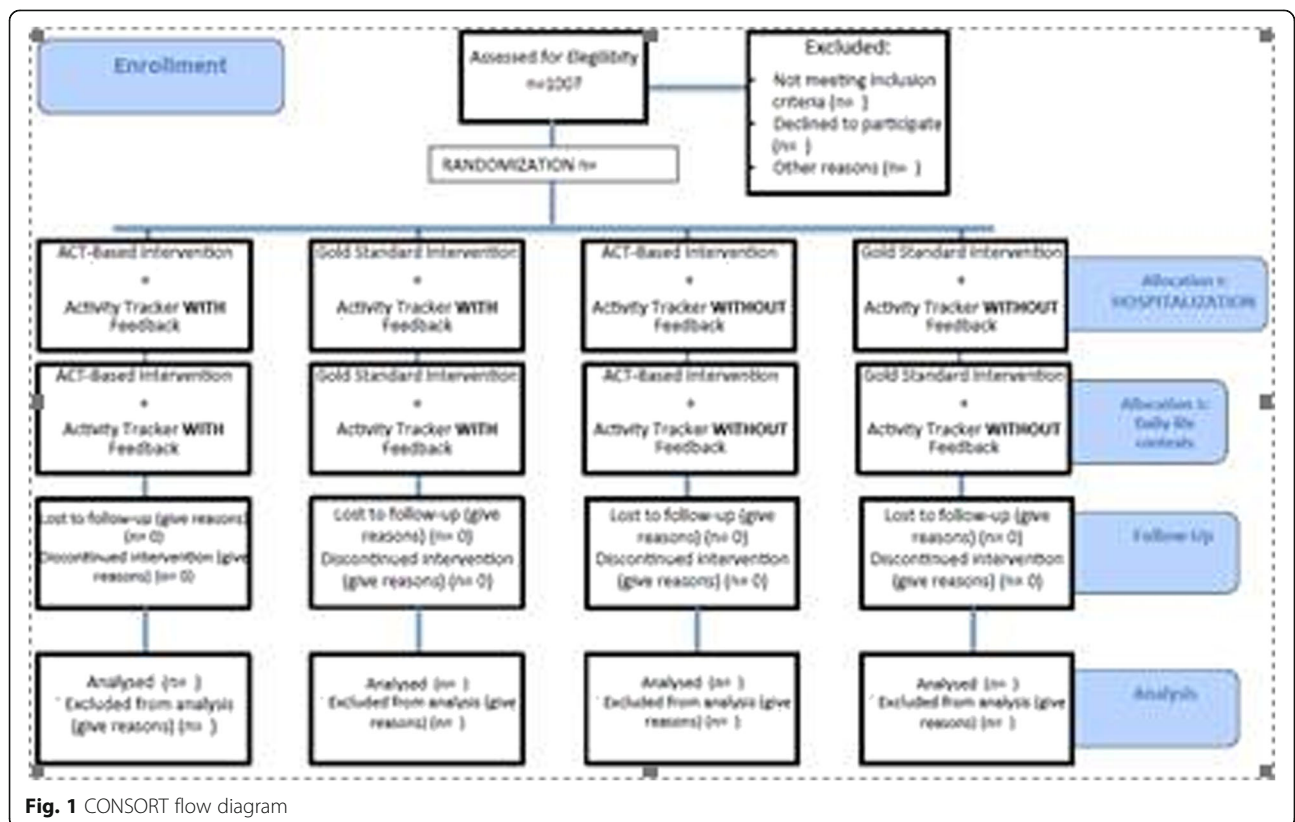 Enrollment
Assessed for Elegilibity
n=1007
Excluded:
Not meeting inclusion
criteria (n= )
Declined to participate
(n= )
Other reasons (n= )
RANDOMIZATION n=
ACT-Based Intervention
+
Activity Tracker WITH
Feedback
Gold Standard Intervention
+
Activity Tracker WITH
Feedback
ACT-Based Intervention
+
Activity Tracker WITHOUT
Feedback
Gold Standard Intervention
+
Activity Tracker WITHOUT
Feedback
Allocation
HOSPITALIZATION
ACT-Based Intervention
+
Activity Tracker WITH
Feedback
Gold Standard Intervention
+
Activity Tracker WITH
Feedback
ACT-Based Intervention
+
Activity Tracker WITHOUT
Feedback
Gold Standard Intervention
+
Activity Tracker WITHOUT
Feedback
Allocation
Daily life
contexts
Lost to follow-up (give reasons)
(n= 0)
Discontinued intervention (give
reasons) (n= 0)
Lost to follow-up (give
reasons) (n= 0)
Discontinued intervention
(give reasons) (n= 0)
Lost to follow-up (give
reasons) (n= 0)
Discontinued intervention
(give reasons) (n= 0)
Lost to follow-up (give
reasons) (n= 0)
Discontinued intervention
(give reasons) (n= 0)
Follow-Up
Analysed (n= )
Excluded from analysis
(give reasons) (n= )
Analysed (n= )
Excluded from analysis (give
reasons) (n= )
Analysed (n= )
Excluded from analysis (give
reasons) (n= )
Analysed (n= )
Excluded from analysis (give
reasons) (n= )
Analysis
Fig. 1 CONSORT flow diagram